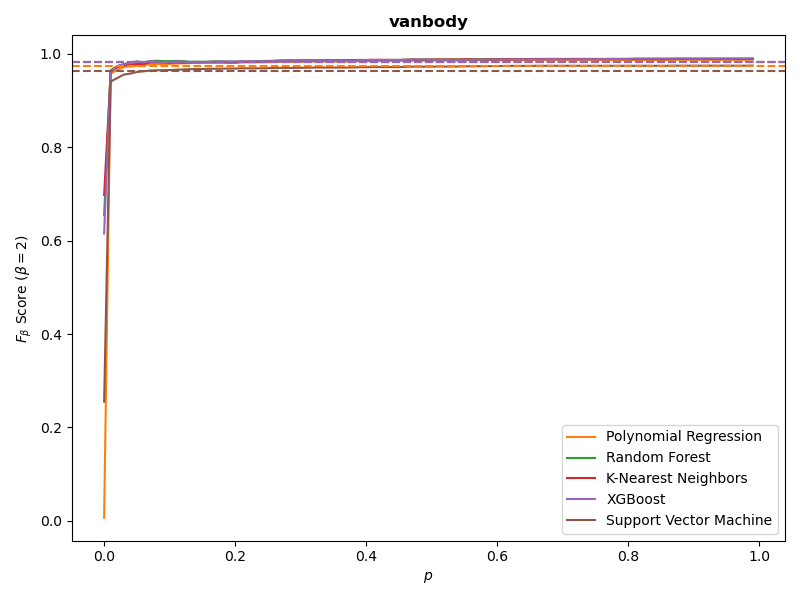 vanbody
1.0
0.8
0.6
0.4
0.2
0.0
F_β Score (β = 2)
0.0 0.2 0.4 0.6 0.8 1.0
p
Polynomial Regression
Random Forest
K-Nearest Neighbors
XGBoost
Support Vector Machine